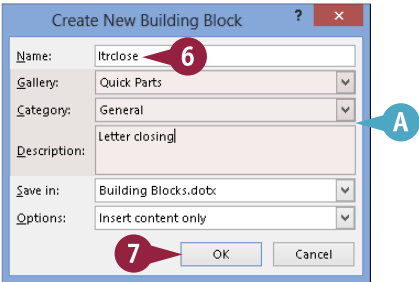 Create New Building Block ? ×
Name: ltrclose 6
Gallery: Quick Parts
Category: General
A
Description: Letter closing
Save in: Building Blocks.dotx
Options: Insert content only
7 OK Cancel